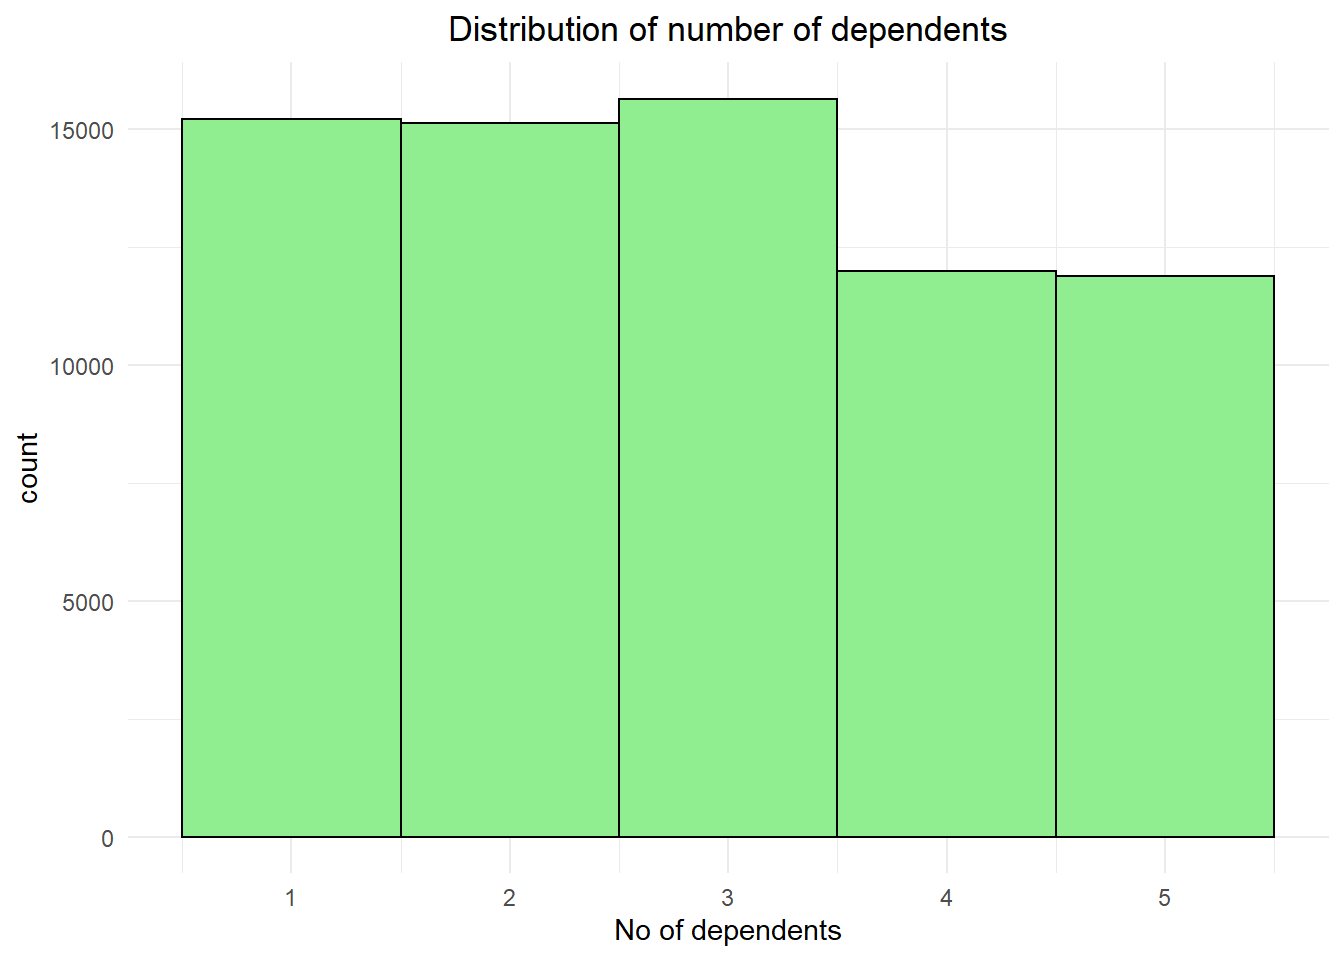 Distribution of number of dependents
15000
10000
5000
0
count
1 2 3 4 5
No of dependents